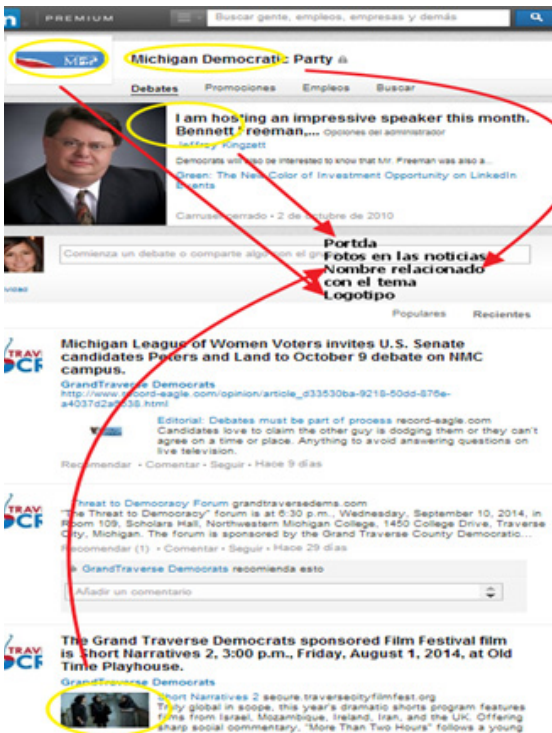 in PREMIUM Buscar gente, empleos, empresas y demás
Michigan Democratic Party
Debates Promociones Empleos Buscar
I am hosting an impressive speaker this month.
Bennett Freeman,... Opciones del administrador
Jeffrey Kingzett
Democrats will also be interested to know that Mr. Freeman was also a...
Green: The New Color of Investment Opportunity on LinkedIn
Events
Carrusel cerrado • 2 de octubre de 2010
Comienza un debate o comparte algo con el
Portda
Fotos en las noticias
Nombre relacionado
con el tema
Logotipo
Populares Recientes
Michigan League of Women Voters invites U.S. Senate
candidates Peters and Land to October 9 debate on NMC
campus.
GrandTraverse Democrats
Editorial: Debates must be part of process record-eagle.com
Candidates love to claim the other guy is dodging them or they can't
agree on a time or place. Anything to avoid answering questions on
live television.
Recomendar • Comentar • Seguir • Hace 9 días
Threat to Democracy Forum grandtraversedems.com
"The Threat to Democracy" forum is at 6:30 p.m., Wednesday, September 10, 2014, in
Room 109, Scholars Hall, Northwestern Michigan College, 1450 College Drive, Traverse
City, Michigan. The forum is sponsored by the Grand Traverse County Democratic...
Recomendar (1) • Comentar • Seguir • Hace 29 días
GrandTraverse Democrats recomienda esto
Añadir un comentario
The Grand Traverse Democrats sponsored Film Festival film
is Short Narratives 2, 3:00 p.m., Friday, August 1, 2014, at Old
Time Playhouse.
GrandTraverse Democrats
Short Narratives 2 secure.traversecityfilmfest.org
Truly global in scope, this year's dramatic shorts program features
films from Israel, Mozambique, Ireland, Iran, and the UK. Offering
sharp social commentary, "More Than Two Hours" follows a young